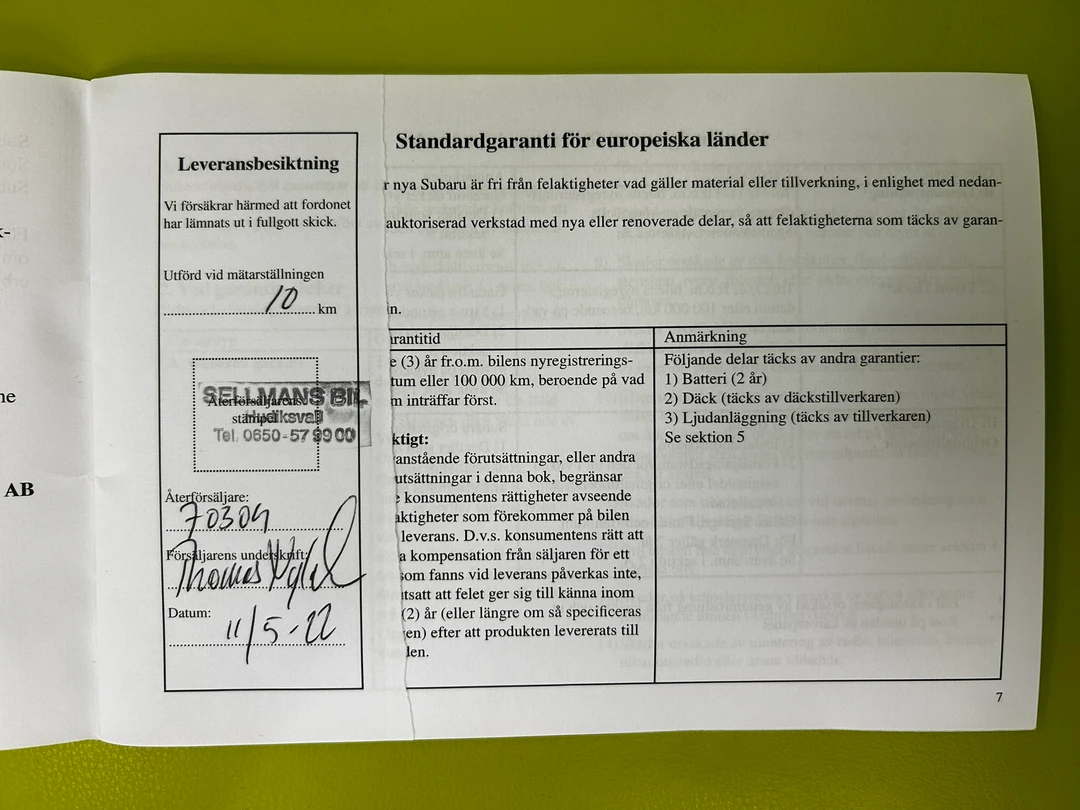 Leveransbesiktning
Vi försäkrar härmed att fordonet
har lämnats ut i fullgott skick.
Utförd vid mätarställningen
10 km
SELLMANS BIL
Återförsäljarens
stämpel
Hudiksvall
Tel. 0650-57 99 00
Återförsäljare:
70304
Försäljarens underskrift:
Thomas
Datum:
11/5-22
Standardgaranti för europeiska länder
r nya Subaru är fri från felaktigheter vad gäller material eller tillverkning, i enlighet med nedan-
auktoriserad verkstad med nya eller renoverade delar, så att felaktigheterna som täcks av garan-
n.
rantitid
e (3) år fr.o.m. bilens nyregistrerings-
tum eller 100 000 km, beroende på vad
m inträffar först.
ktigt:
anstående förutsättningar, eller andra
utsättningar i denna bok, begränsar
e konsumentens rättigheter avseende
aktigheter som förekommer på bilen
leverans. D.v.s. konsumentens rätt att
a kompensation från säljaren för ett
om fanns vid leverans påverkas inte,
tsatt att felet ger sig till känna inom
(2) år (eller längre om så specificeras
en) efter att produkten levererats till
len.
Anmärkning
Följande delar täcks av andra garantier:
1) Batteri (2 år)
2) Däck (täcks av däckstillverkaren)
3) Ljudanläggning (täcks av tillverkaren)
Se sektion 5
7
k-
ne
AB